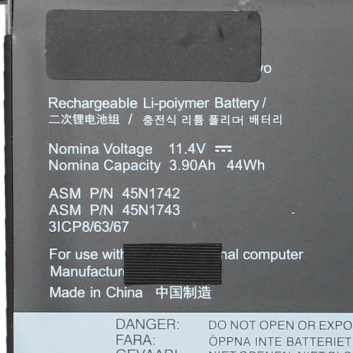 vo
Rechargeable Li-poiymer Battery /
二次锂电池组 / 충전식 리튬 폴리머 배터리
Nomina Voltage 11.4V ⎓
Nomina Capacity 3.90Ah 44Wh
ASM P/N 45N1742
ASM P/N 45N1743
3ICP8/63/67
For use with nal computer
Manufacture
Made in China 中国制造
DANGER: DO NOT OPEN OR EXPO
FARA: ÖPPNA INTE BATTERIET